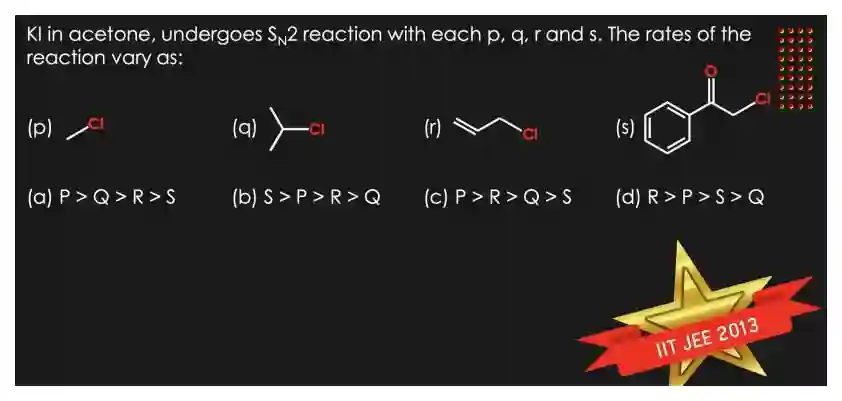 KI in acetone, undergoes SN2 reaction with each p, q, r and s. The rates of the
reaction vary as:
(p) Cl (q) Cl (r) Cl (s) O Cl
(a) P > Q > R > S (b) S > P > R > Q (c) P > R > Q > S (d) R > P > S > Q
IIT JEE 2013